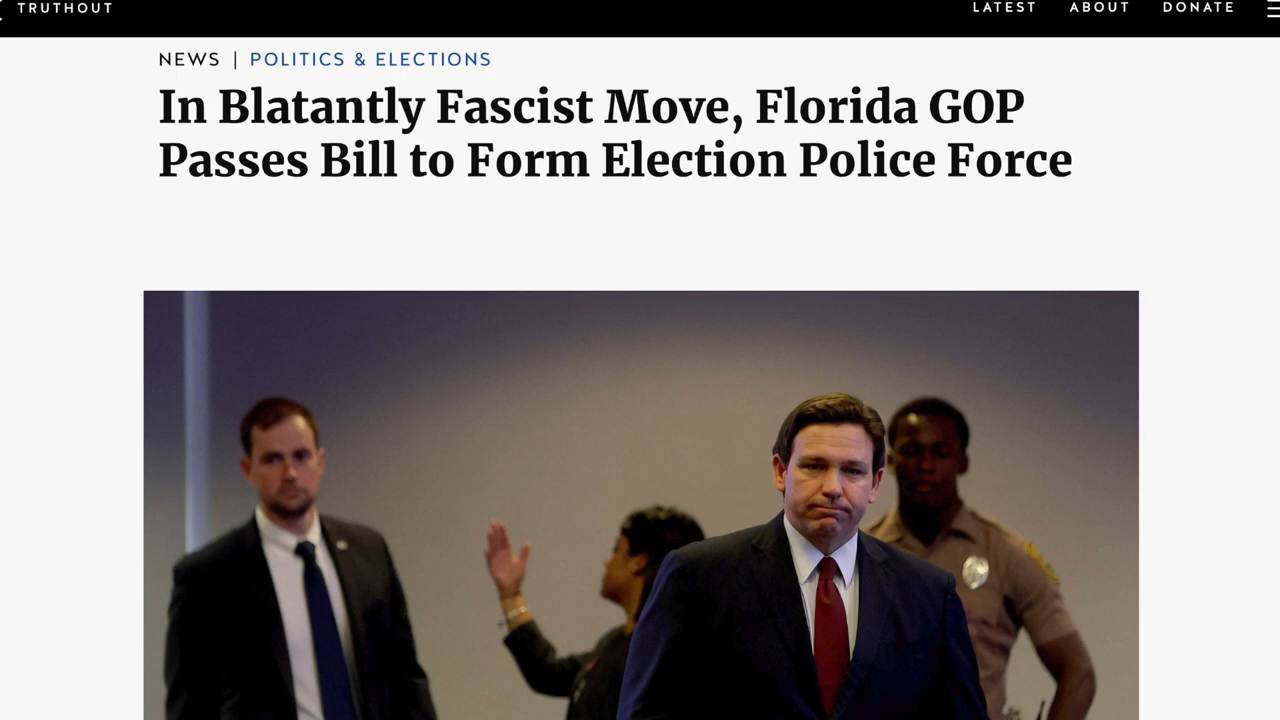 TRUTHOUT LATEST ABOUT DONATE
NEWS | POLITICS & ELECTIONS
In Blatantly Fascist Move, Florida GOP
Passes Bill to Form Election Police Force